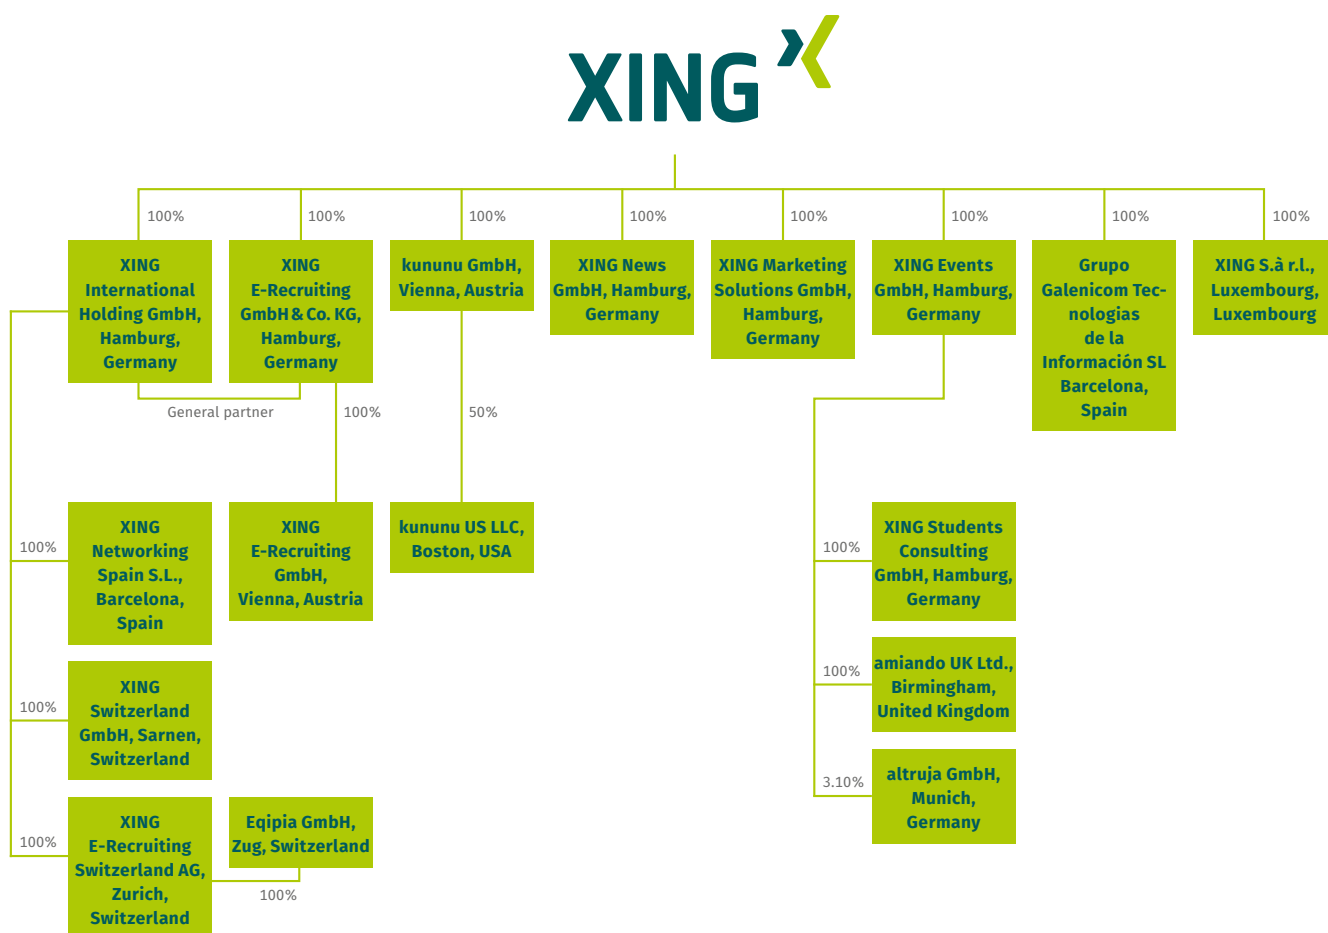 XING
100%
100%
100%
100%
100%
100%
100%
100%
XING
International
Holding GmbH,
Hamburg,
Germany
XING
E-Recruiting
GmbH & Co. KG,
Hamburg,
Germany
kununu GmbH,
Vienna, Austria
XING News
GmbH, Hamburg,
Germany
XING Marketing
Solutions GmbH,
Hamburg,
Germany
XING Events
GmbH, Hamburg,
Germany
Grupo
Galenicom Tec-
nologias
de la
Información SL
Barcelona,
Spain
XING S.à r.l.,
Luxembourg,
Luxembourg
General partner
100%
50%
100%
XING
Networking
Spain S.L.,
Barcelona,
Spain
XING
E-Recruiting
GmbH,
Vienna, Austria
kununu US LLC,
Boston, USA
100%
XING Students
Consulting
GmbH, Hamburg,
Germany
100%
XING
Switzerland
GmbH, Sarnen,
Switzerland
100%
amiando UK Ltd.,
Birmingham,
United Kingdom
3.10%
altruja GmbH,
Munich,
Germany
100%
XING
E-Recruiting
Switzerland AG,
Zurich,
Switzerland
Eqipia GmbH,
Zug, Switzerland
100%